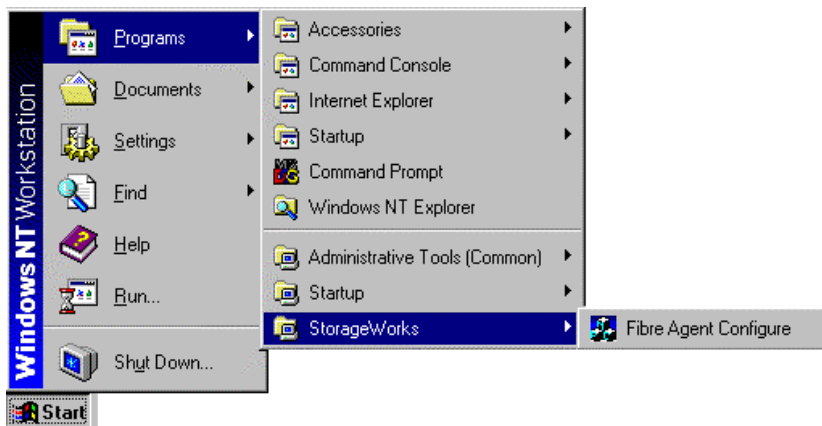 Windows NT Workstation
Programs
Documents
Settings
Find
Help
Run...
Shut Down...
Start
Accessories
Command Console
Internet Explorer
Startup
Command Prompt
Windows NT Explorer
Administrative Tools (Common)
Startup
StorageWorks
Fibre Agent Configure